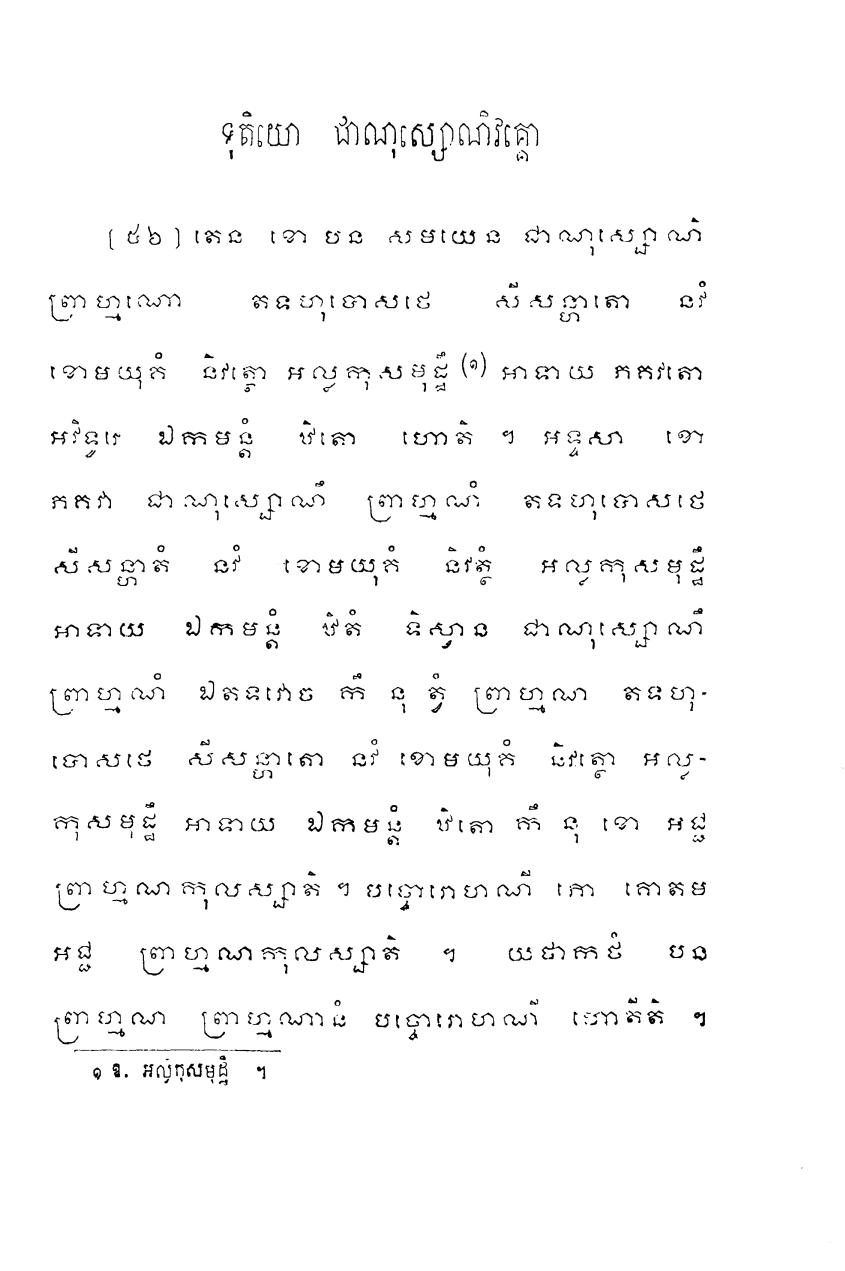 ទុតិយោ ជាណុស្សោណិវគ្គោ
[៥៦] តេន ខោ បន សមយេន ជាណុស្សោណិ
ព្រាហ្មណោ តទហុបោសថេ សីសន្ហាតោ នវំ
ខោមយុគំ និវត្ថោ អល្លកុសមុដ្ឋឹ (១) អាទាយ ភគវតោ
អវិទូរេ ឯកមន្តំ ឋិតោ ហោតិ ។ អទ្ទសា ខោ
ភគវា ជាណុស្សោណឹ ព្រាហ្មណំ តទហុបោសថេ
សីសន្ហាតំ នវំ ខោមយុគំ និវត្ថំ អល្លកុសមុដ្ឋឹ
អាទាយ ឯកមន្តំ ឋិតំ ទិស្វាន ជាណុស្សោណឹ
ព្រាហ្មណំ ឯតទវោច កឹ នុ ត្វំ ព្រាហ្មណ តទហុ-
បោសថេ សីសន្ហាតោ នវំ ខោមយុគំ និវត្ថោ អល្ល-
កុសមុដ្ឋឹ អាទាយ ឯកមន្តំ ឋិតោ កឹ នុ ខោ អជ្ជ
ព្រាហ្មណកុលស្សាតិ ។ បច្ចោរោហណី ភោ គោតម
អជ្ជ ព្រាហ្មណកុលស្សាតិ ។ យថាកថំ បន
ព្រាហ្មណ ព្រាហ្មណានំ បច្ចោរោហណី ហោតីតិ ។
១ ឱ. អល្លំកុសមុដ្ឋឹ ។